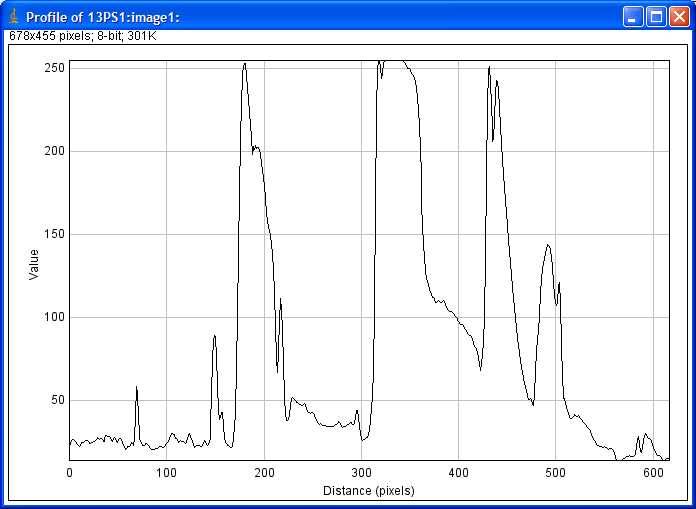 Profile of 13PS1:image1:
678x455 pixels; 8-bit; 301K
250
200
150
100
50
Value
0 100 200 300 400 500 600
Distance (pixels)